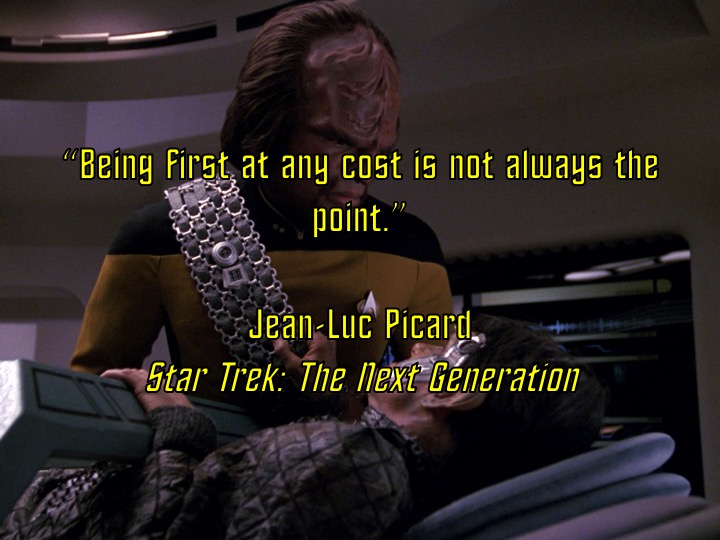 “Being first at any cost is not always the
point.”
Jean-Luc Picard
Star Trek: The Next Generation